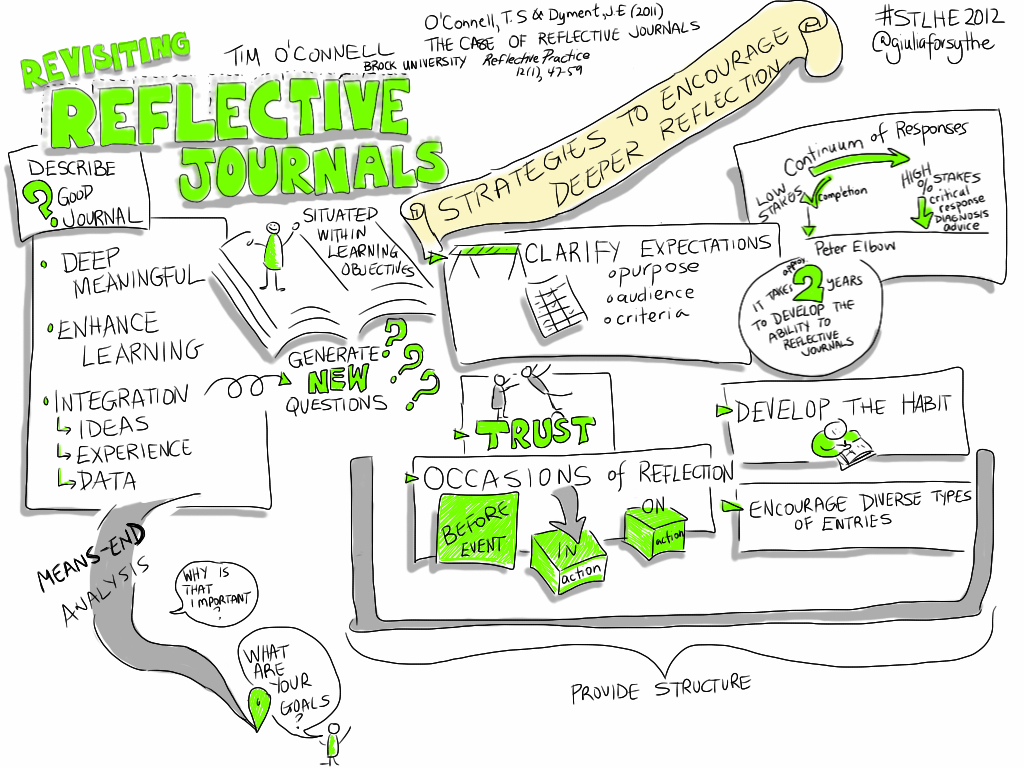 REVISITING
REFLECTIVE
JOURNALS
TIM O'CONNELL
BROCK UNIVERSITY
O'Connell, T.S & Dyment, J.E (2011)
THE CASE OF REFLECTIVE JOURNALS
Reflective Practice
12(1), 47-59
#STLHE 2012
@giuliaforsythe
DESCRIBE
? GOOD
JOURNAL
• DEEP
MEANINGFUL
• ENHANCE
LEARNING
• INTEGRATION
↳ IDEAS
↳ EXPERIENCE
↳ DATA
SITUATED
WITHIN
LEARNING
OBJECTIVES
GENERATE
NEW
QUESTIONS
? ? ?
MEANS-END
ANALYSIS
WHY IS
THAT
IMPORTANT
?
WHAT
ARE
YOUR
GOALS
?
STRATEGIES TO ENCOURAGE
DEEPER REFLECTION
CLARIFY EXPECTATIONS
o purpose
o audience
o criteria
Continuum of Responses
LOW
STAKES
completion
HIGH
STAKES
%
critical
response
DIAGNOSIS
advice
Peter Elbow
approx.
IT TAKES 2 YEARS
TO DEVELOP THE
ABILITY TO
REFLECTIVE
JOURNALS
TRUST
OCCASIONS of REFLECTION
BEFORE
EVENT
IN
action
ON
action
DEVELOP THE HABIT
ENCOURAGE DIVERSE TYPES
OF ENTRIES
PROVIDE STRUCTURE